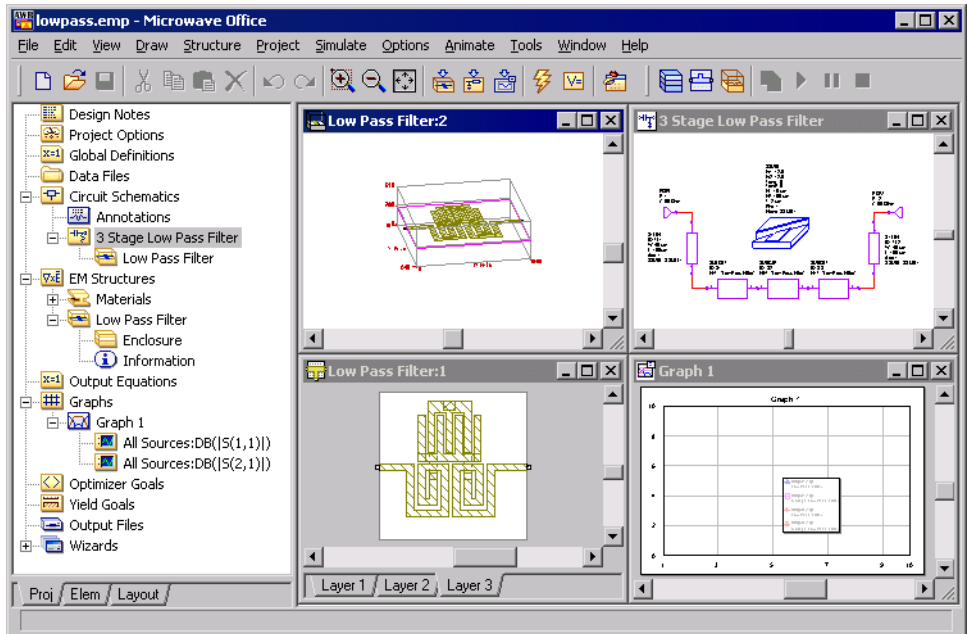 lowpass.emp - Microwave Office
File Edit View Draw Structure Project Simulate Options Animate Tools Window Help
Design Notes
Project Options
Global Definitions
Data Files
Circuit Schematics
Annotations
3 Stage Low Pass Filter
Low Pass Filter
EM Structures
Materials
Low Pass Filter
Enclosure
Information
Output Equations
Graphs
Graph 1
All Sources:DB(|S(1,1)|)
All Sources:DB(|S(2,1)|)
Optimizer Goals
Yield Goals
Output Files
Wizards
Proj Elem Layout
Low Pass Filter:2
3 Stage Low Pass Filter
Low Pass Filter:1
Layer 1 Layer 2 Layer 3
Graph 1
Graph 1